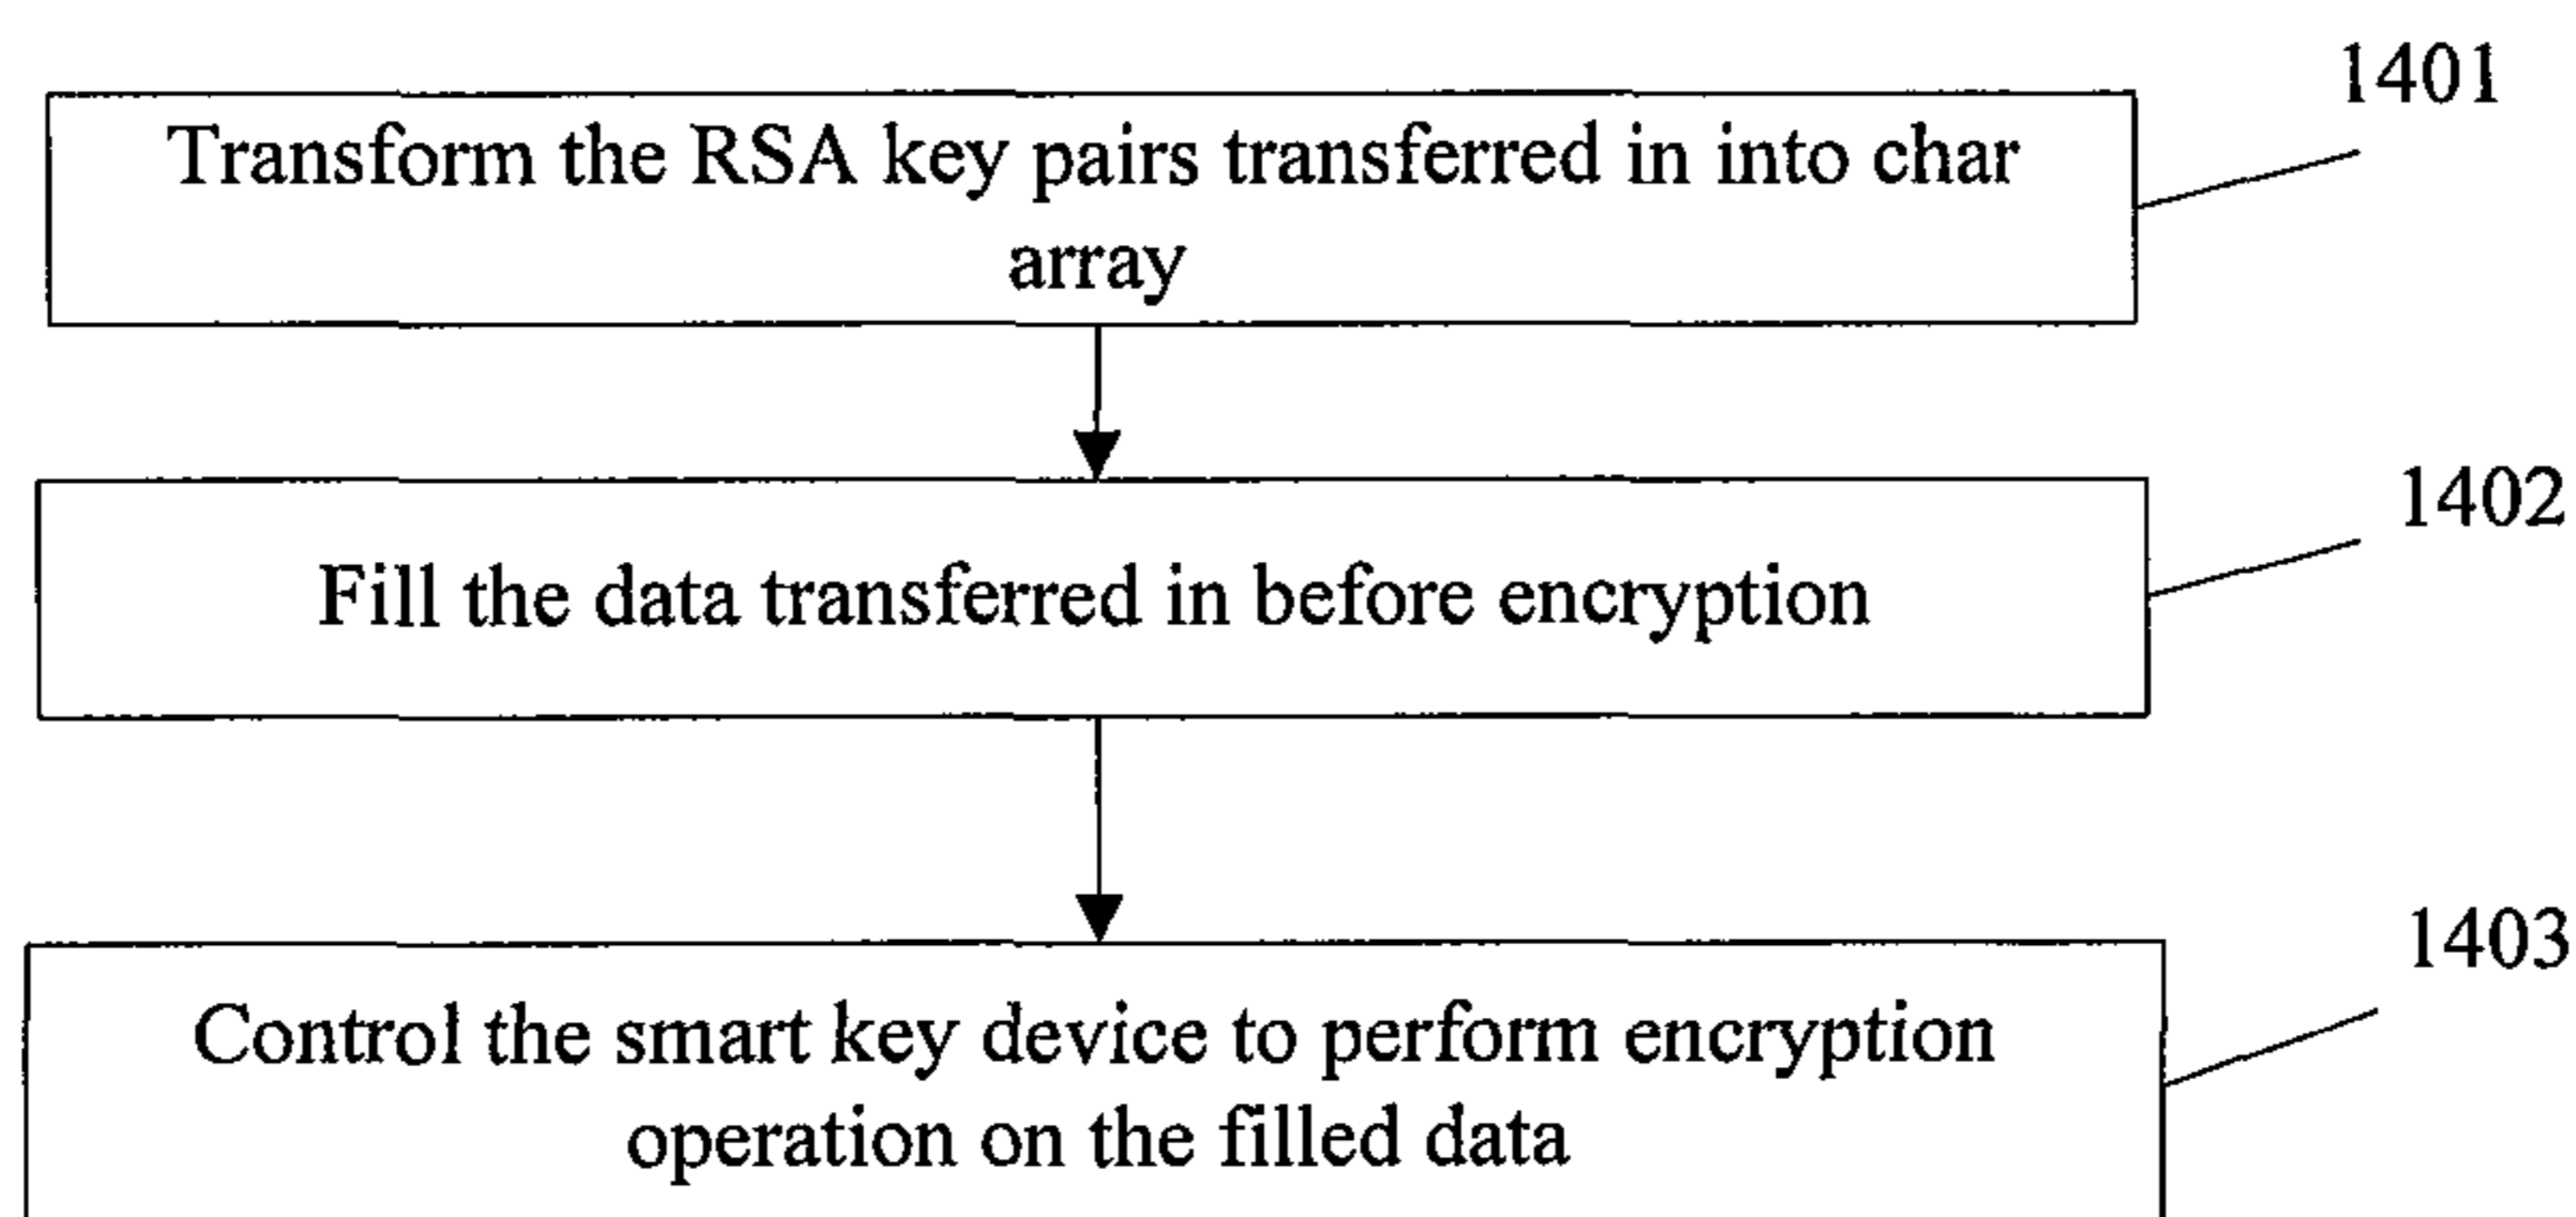 1401
Transform the RSA key pairs transferred in into char
array
1402
Fill the data transferred in before encryption
1403
Control the smart key device to perform encryption
operation on the filled data